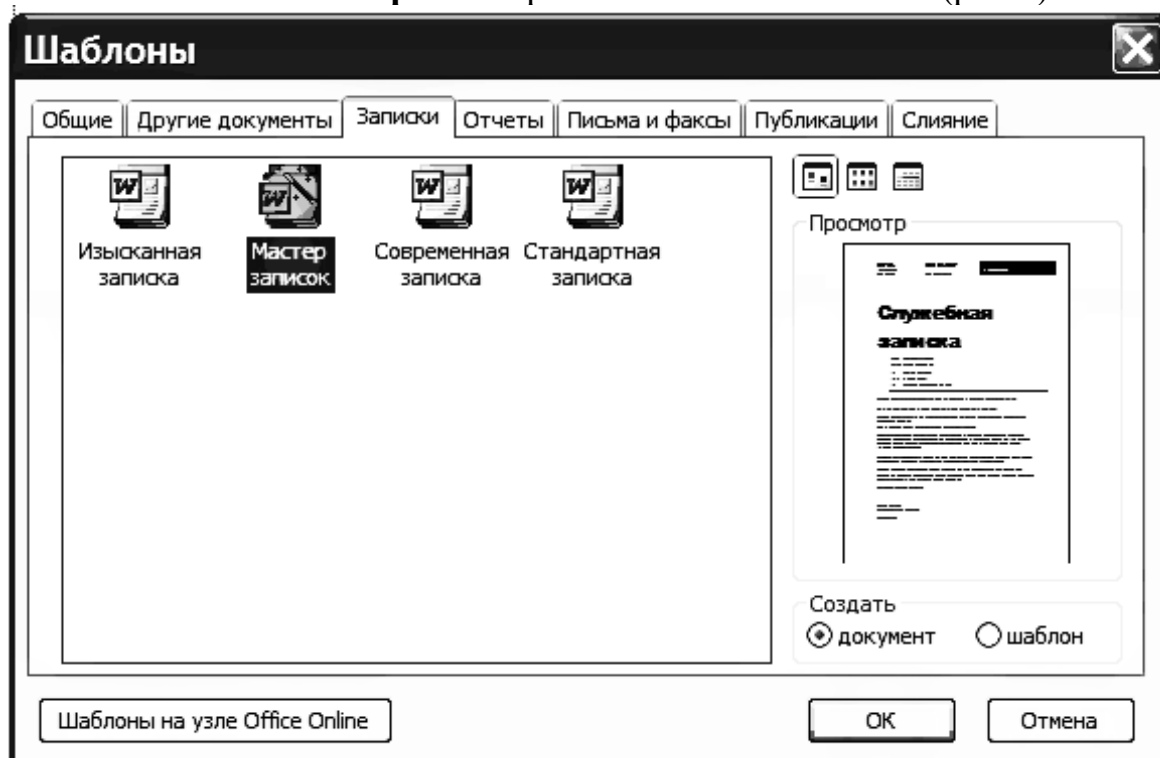 Шаблоны
Общие Другие документы Записки Отчеты Письма и факсы Публикации Слияние
Изысканная записка
Мастер записок
Современная записка
Стандартная записка
Просмотр
Служебная
записка
Создать
документ шаблон
Шаблоны на узле Office Online ОК Отмена